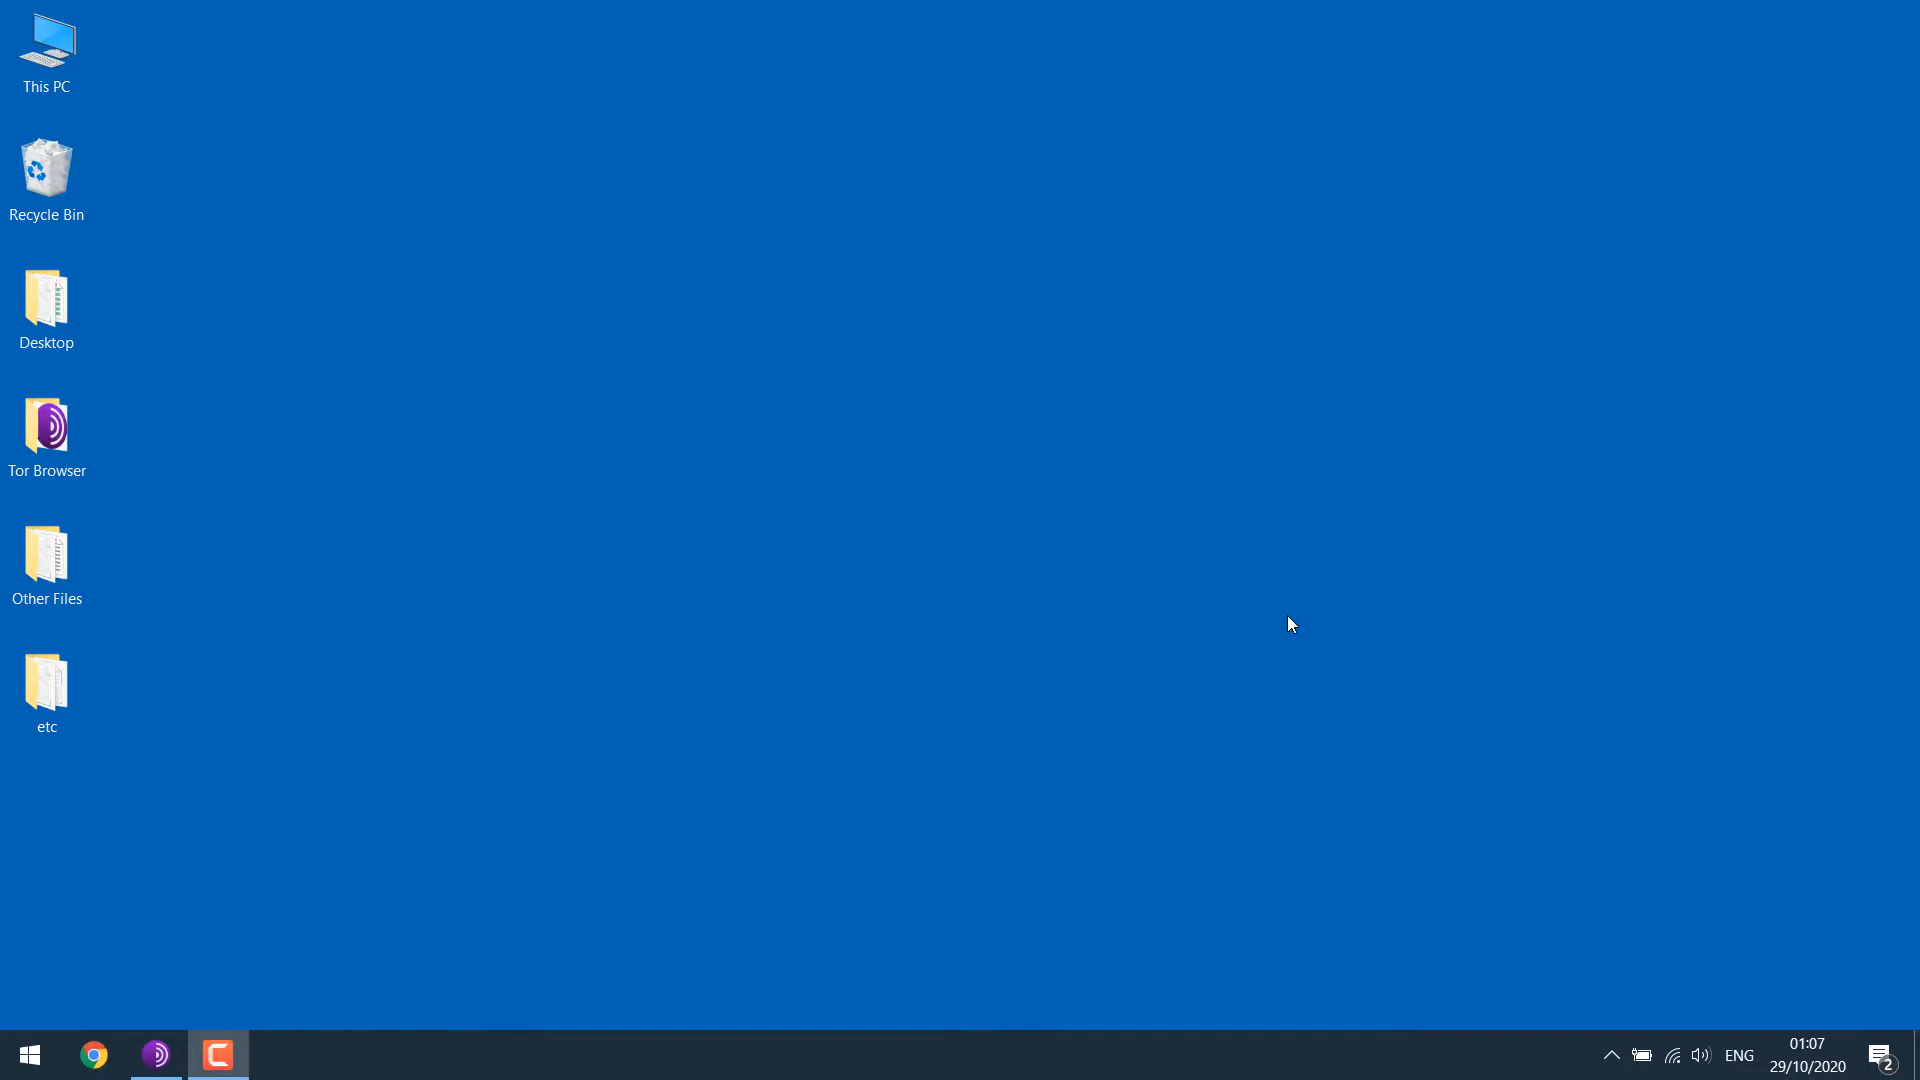 This PC
Recycle Bin
Desktop
Tor Browser
Other Files
etc
ENG
01:07
29/10/2020
2